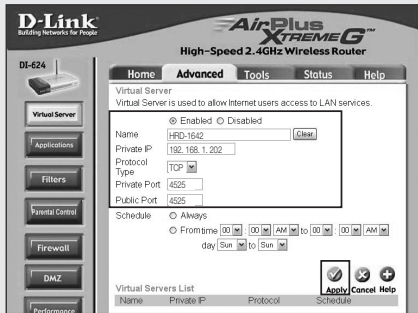 D-Link
Building Networks for People
AirPlus
XTREME G™
High-Speed 2.4GHz Wireless Router
DI-624
Home Advanced Tools Status Help
Virtual Server
Applications
Filters
Parental Control
Firewall
DMZ
Performance
Virtual Server
Virtual Server is used to allow Internet users access to LAN services.
Enabled Disabled
Name HRD-1642 Clear
Private IP 192. 168. 1. 202
Protocol
Type TCP
Private Port 4525
Public Port 4525
Schedule Always
From time 00 : 00 AM to 00 : 00 AM
day Sun to Sun
Apply Cancel Help
Virtual Servers List
Name Private IP Protocol Schedule